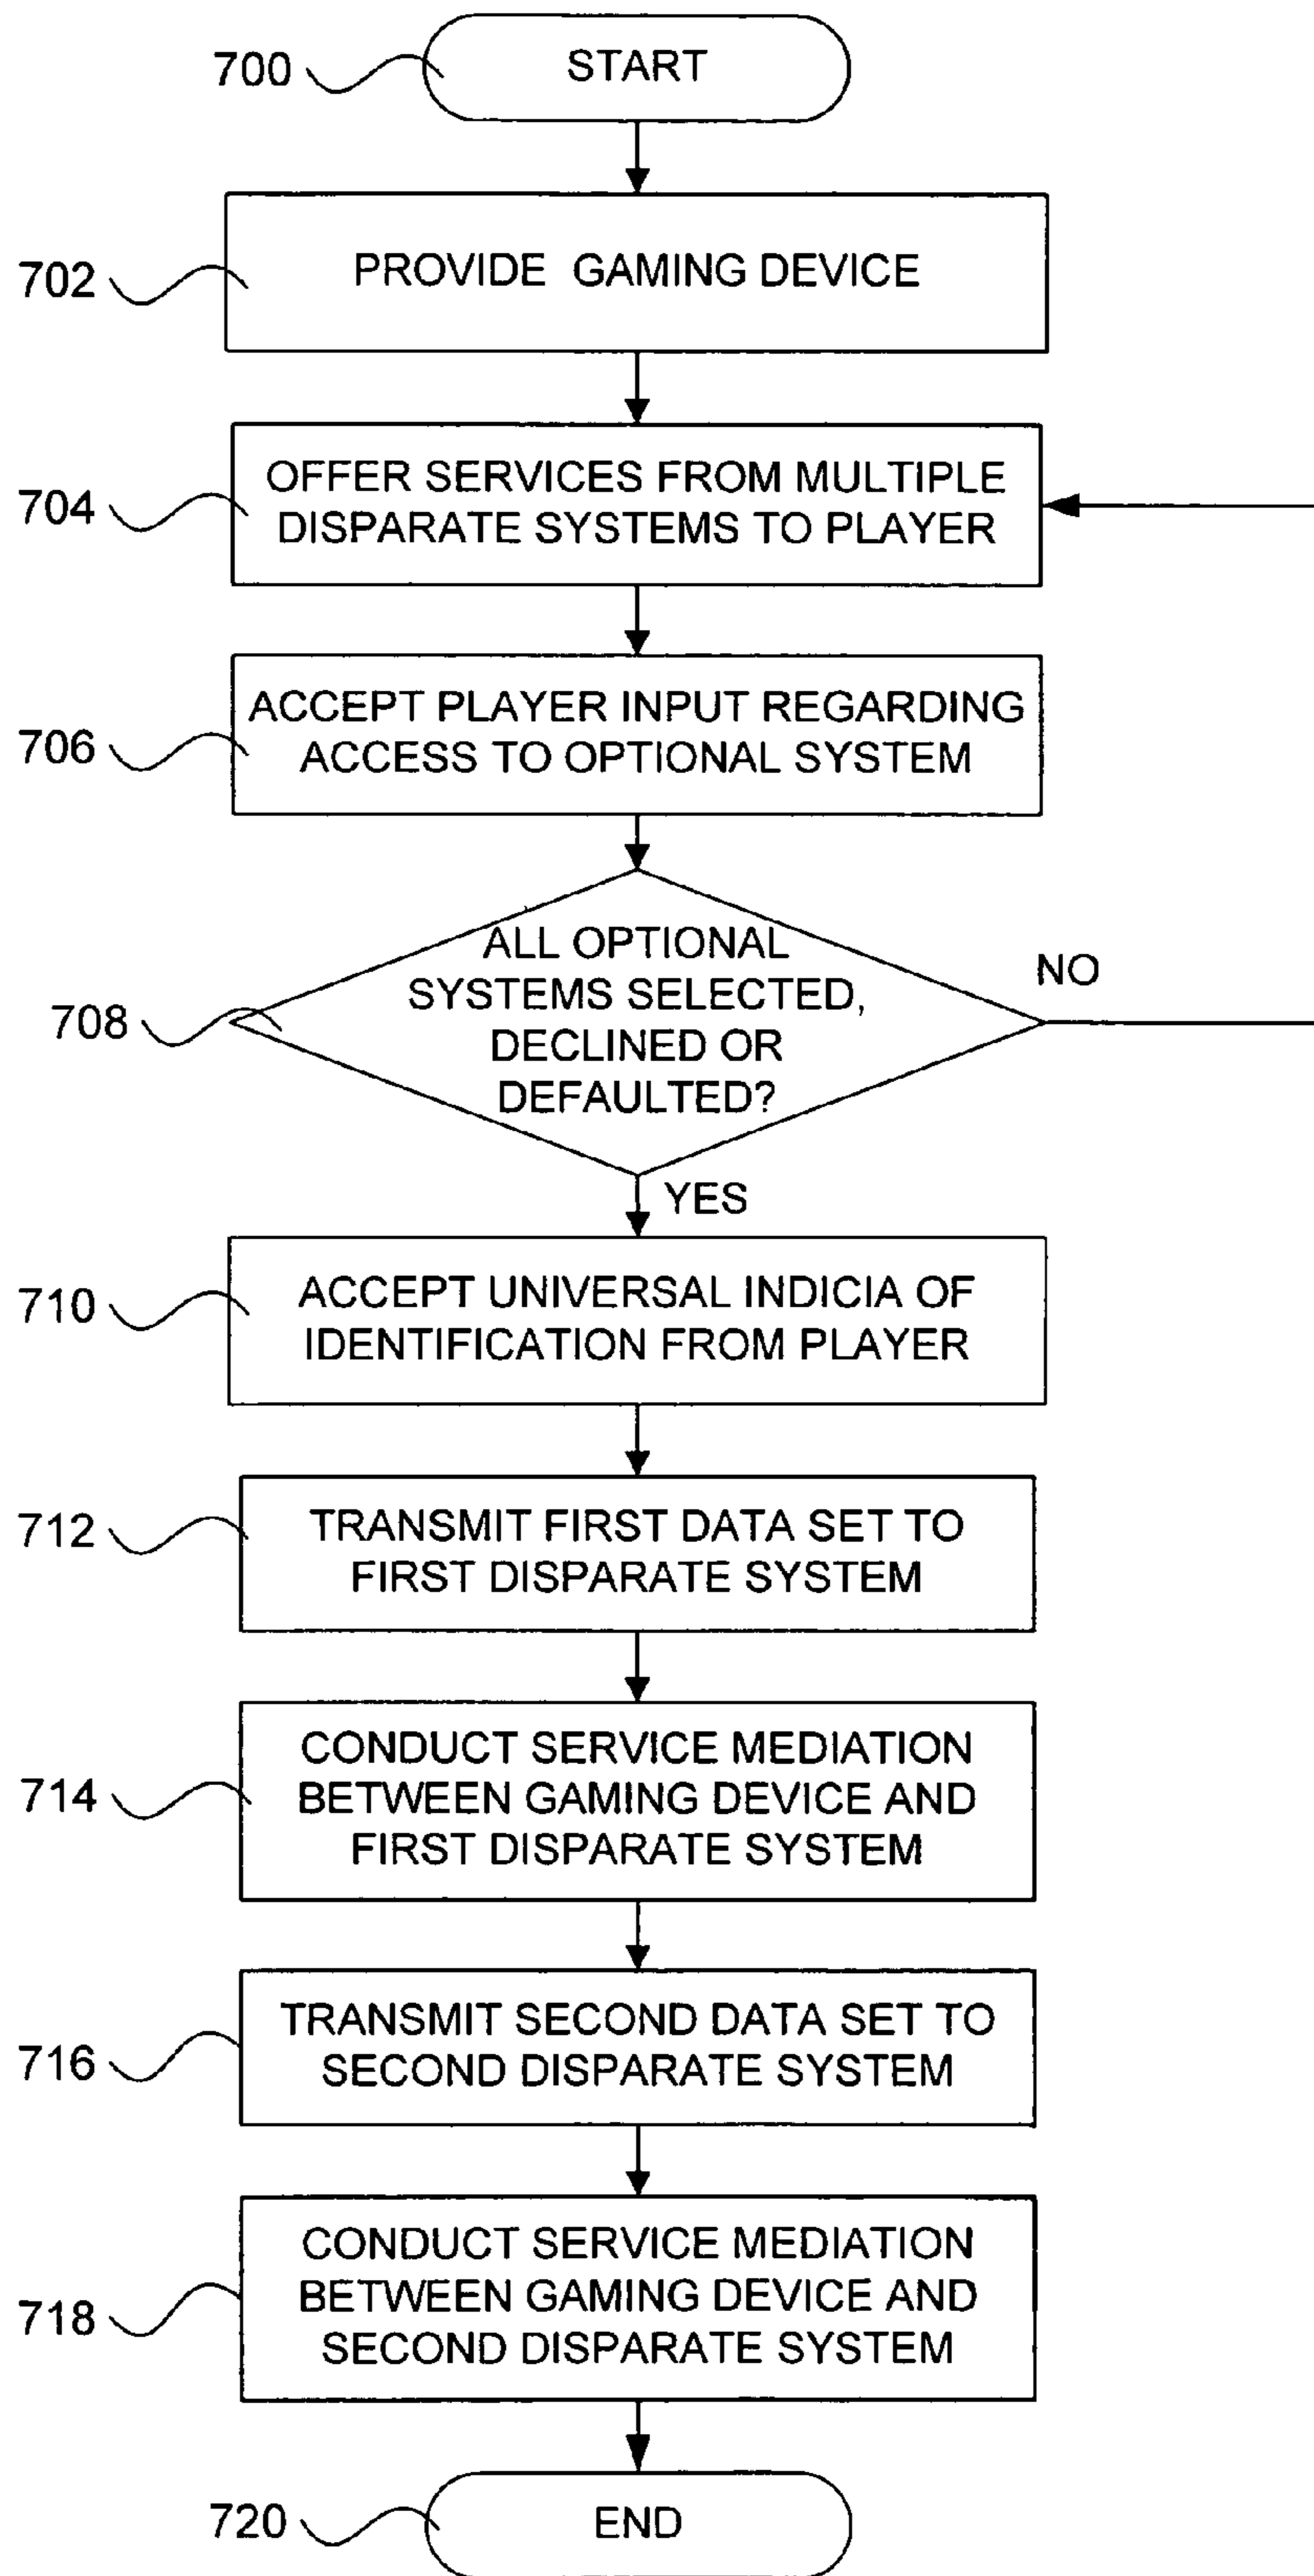 700
START
702
PROVIDE GAMING DEVICE
704
OFFER SERVICES FROM MULTIPLE
DISPARATE SYSTEMS TO PLAYER
706
ACCEPT PLAYER INPUT REGARDING
ACCESS TO OPTIONAL SYSTEM
708
ALL OPTIONAL
SYSTEMS SELECTED,
DECLINED OR
DEFAULTED?
NO
YES
710
ACCEPT UNIVERSAL INDICIA OF
IDENTIFICATION FROM PLAYER
712
TRANSMIT FIRST DATA SET TO
FIRST DISPARATE SYSTEM
714
CONDUCT SERVICE MEDIATION
BETWEEN GAMING DEVICE AND
FIRST DISPARATE SYSTEM
716
TRANSMIT SECOND DATA SET TO
SECOND DISPARATE SYSTEM
718
CONDUCT SERVICE MEDIATION
BETWEEN GAMING DEVICE AND
SECOND DISPARATE SYSTEM
720
END